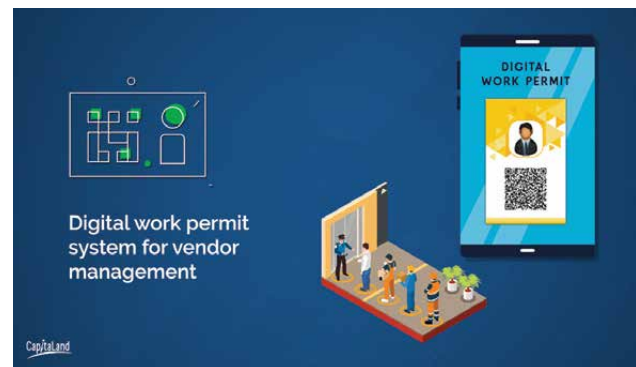 DIGITAL
WORK PERMIT
Digital work permit
system for vendor
management
CapitaLand